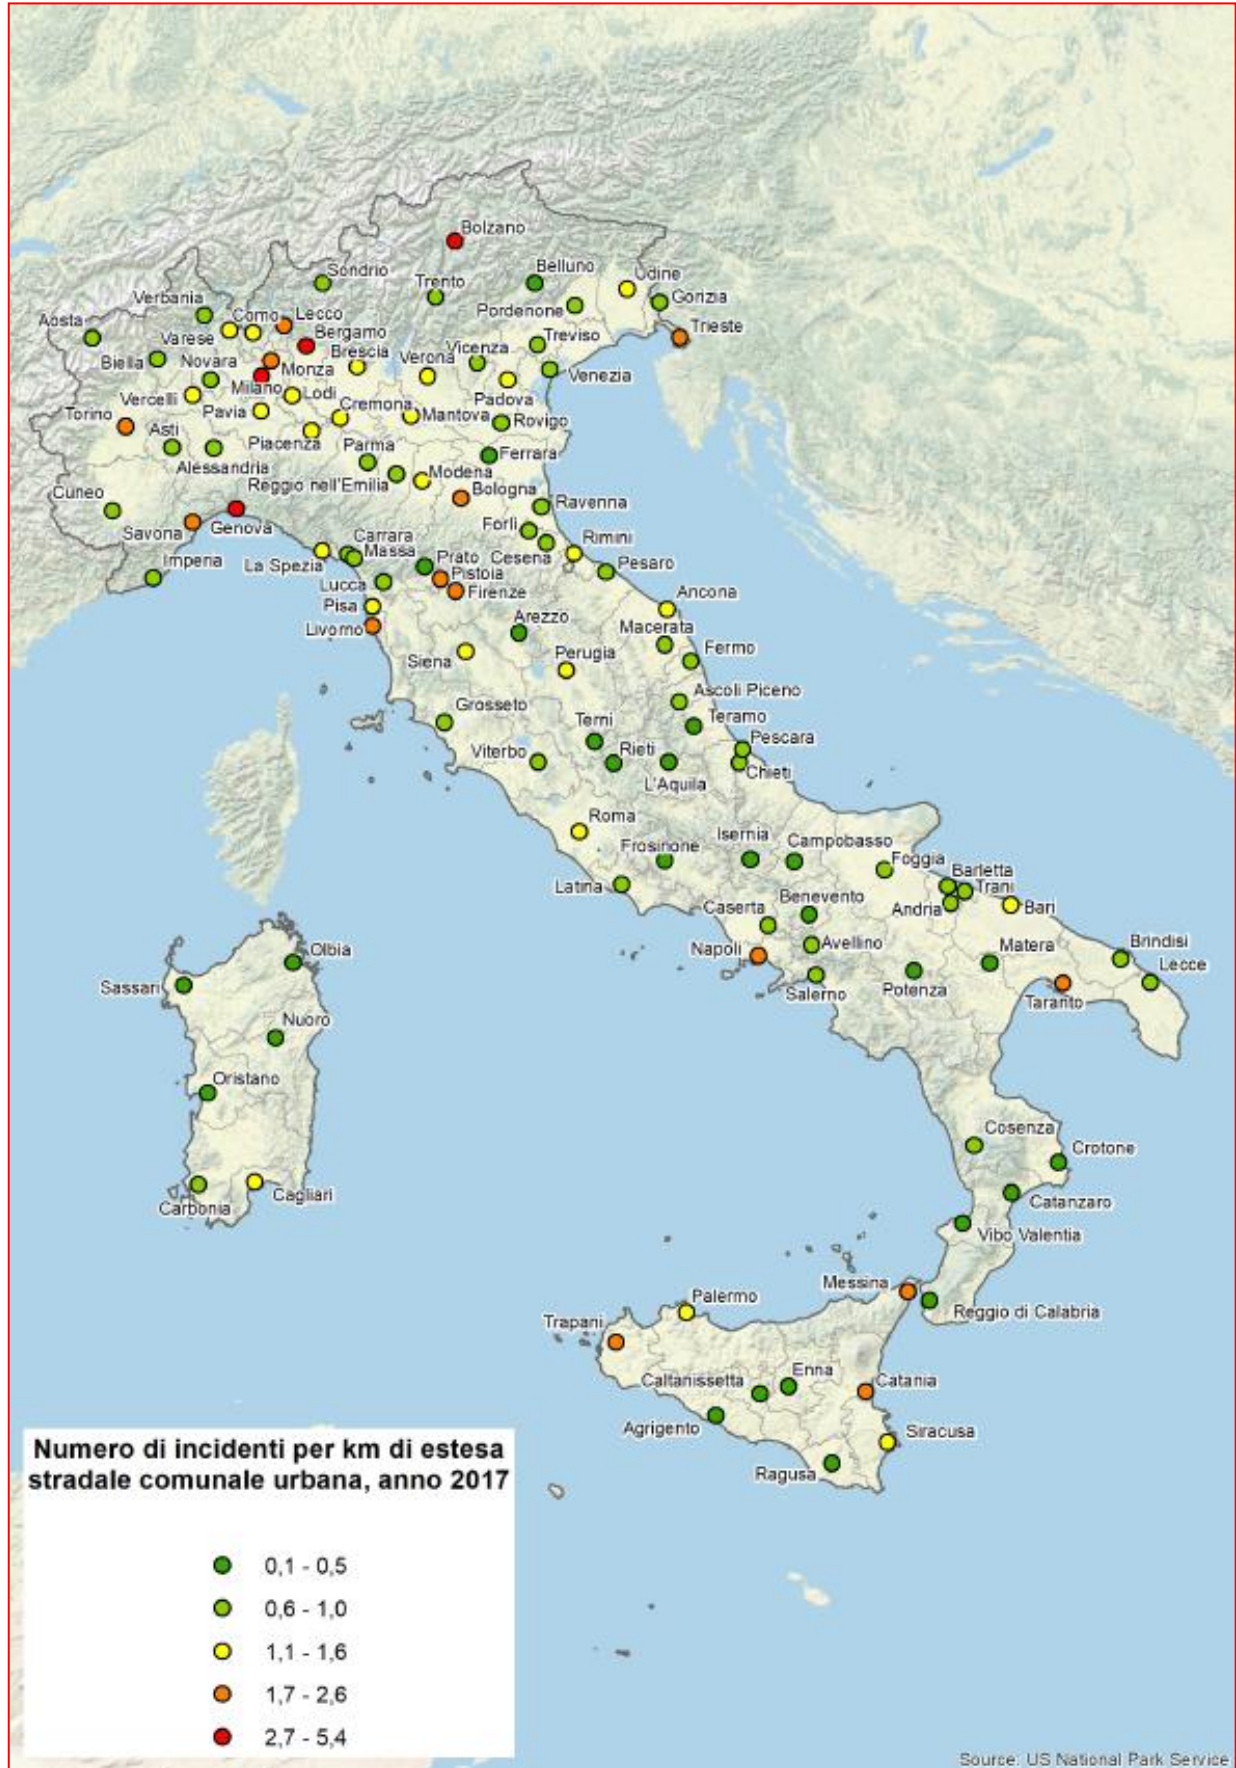 Bolzano
Sondrio
Belluno
Udine
Trento
Verbania
Pordenone
Gorizia
Aosta
Como
Lecco
Varese
Bergamo
Treviso
Trieste
Biella
Novara
Brescia
Verona
Vicenza
Monza
Venezia
Milano
Lodi
Padova
Vercelli
Torino
Pavia
Cremona
Mantova
Rovigo
Asti
Piacenza
Parma
Ferrara
Alessandria
Modena
Reggio nell'Emilia
Bologna
Cuneo
Ravenna
Savona
Genova
Forlì
Carrara
Rimini
Massa
Cesena
La Spezia
Prato
Imperia
Pistoia
Pesaro
Lucca
Firenze
Pisa
Ancona
Arezzo
Livorno
Macerata
Siena
Perugia
Fermo
Ascoli Piceno
Grosseto
Terni
Teramo
Pescara
Viterbo
Rieti
L'Aquila
Chieti
Roma
Isernia
Campobasso
Frosinone
Foggia
Barletta
Latina
Trani
Benevento
Andria
Bari
Caserta
Avellino
Napoli
Matera
Brindisi
Olbia
Lecce
Sassari
Salerno
Potenza
Taranto
Nuoro
Oristano
Cosenza
Crotone
Carbonia
Cagliari
Catanzaro
Vibo Valentia
Messina
Palermo
Reggio di Calabria
Trapani
Enna
Caltanissetta
Catania
Agrigento
Siracusa
Ragusa
Numero di incidenti per km di estesa
stradale comunale urbana, anno 2017
0,1 - 0,5
0,6 - 1,0
1,1 - 1,6
1,7 - 2,6
2,7 - 5,4
Source: US National Park Service